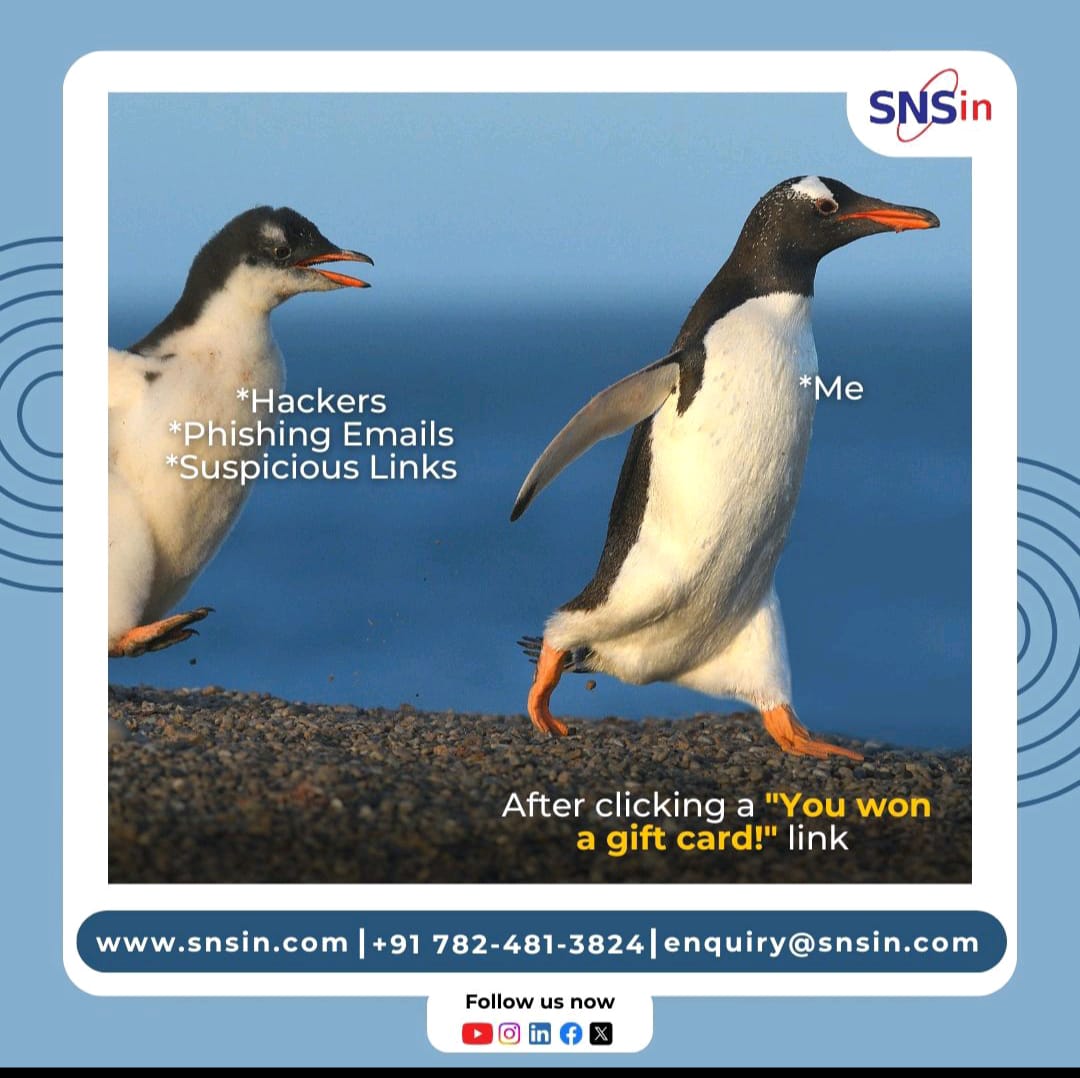 SNSin
*Hackers
*Phishing Emails
*Suspicious Links
*Me
After clicking a "You won
a gift card!" link
www.snsin.com |+91 782-481-3824|enquiry@snsin.com
Follow us now